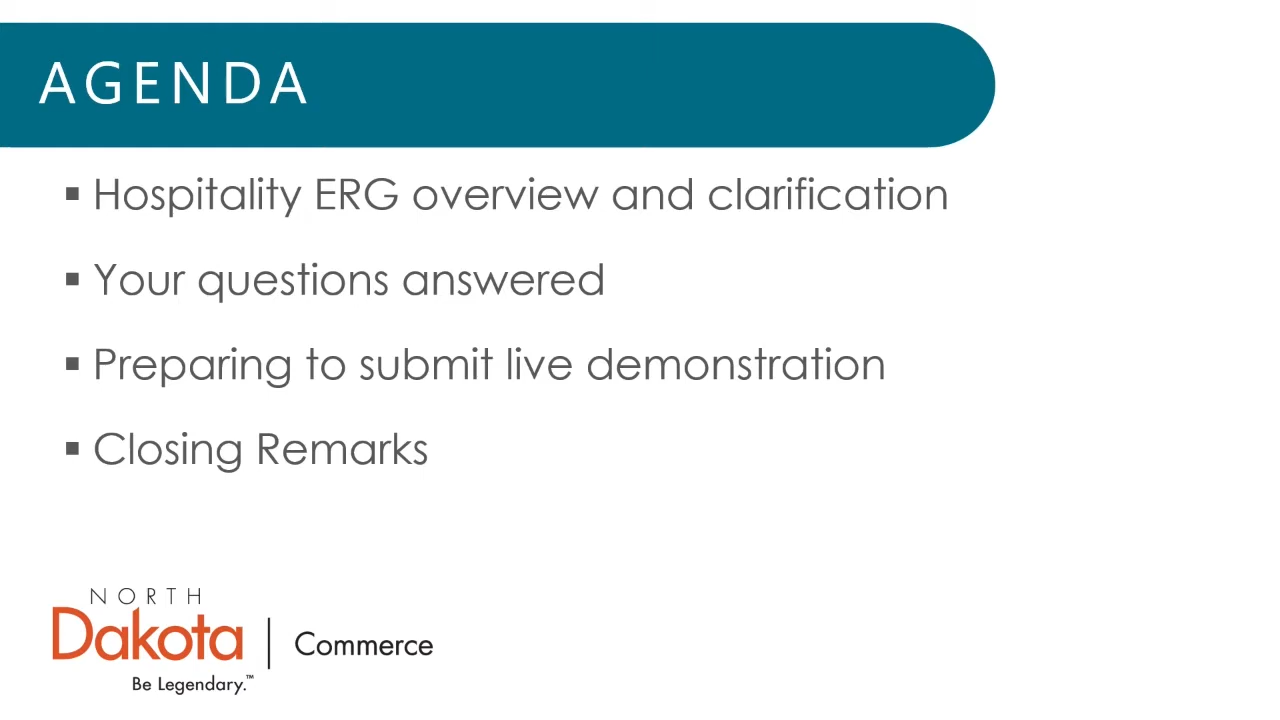 AGENDA
▪ Hospitality ERG overview and clarification
▪ Your questions answered
▪ Preparing to submit live demonstration
▪ Closing Remarks
NORTH
Dakota | Commerce
Be Legendary.™